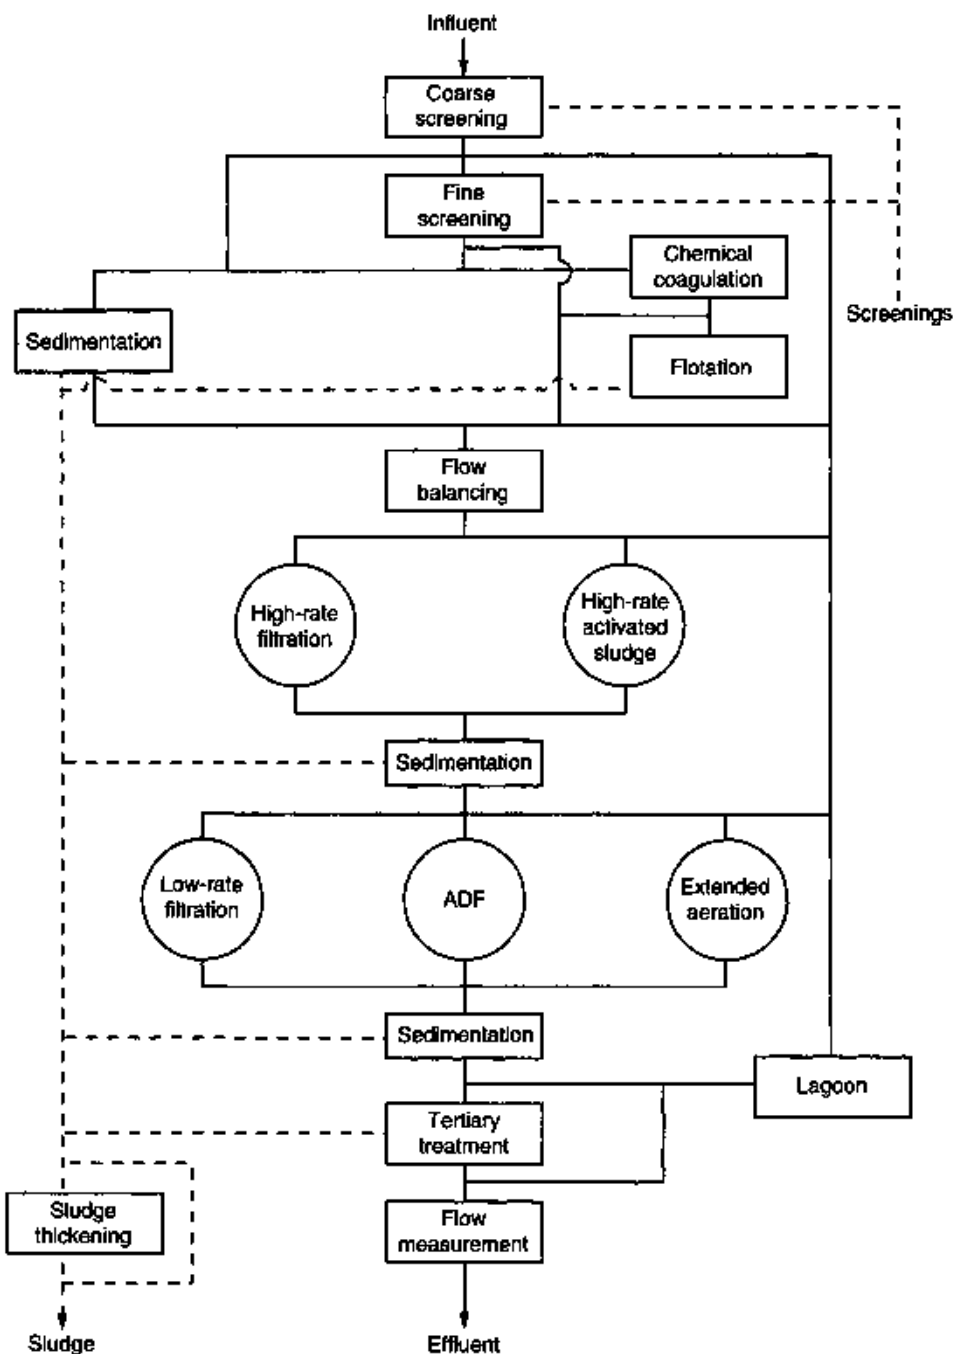 Influent
Coarse
screening
Fine
screening
Chemical
coagulation
Screenings
Sedimentation
Flotation
Flow
balancing
High-rate
filtration
High-rate
activated
sludge
Sedimentation
Low-rate
filtration
ADF
Extended
aeration
Sedimentation
Lagoon
Tertiary
treatment
Sludge
thickening
Flow
measurement
Sludge
Effluent